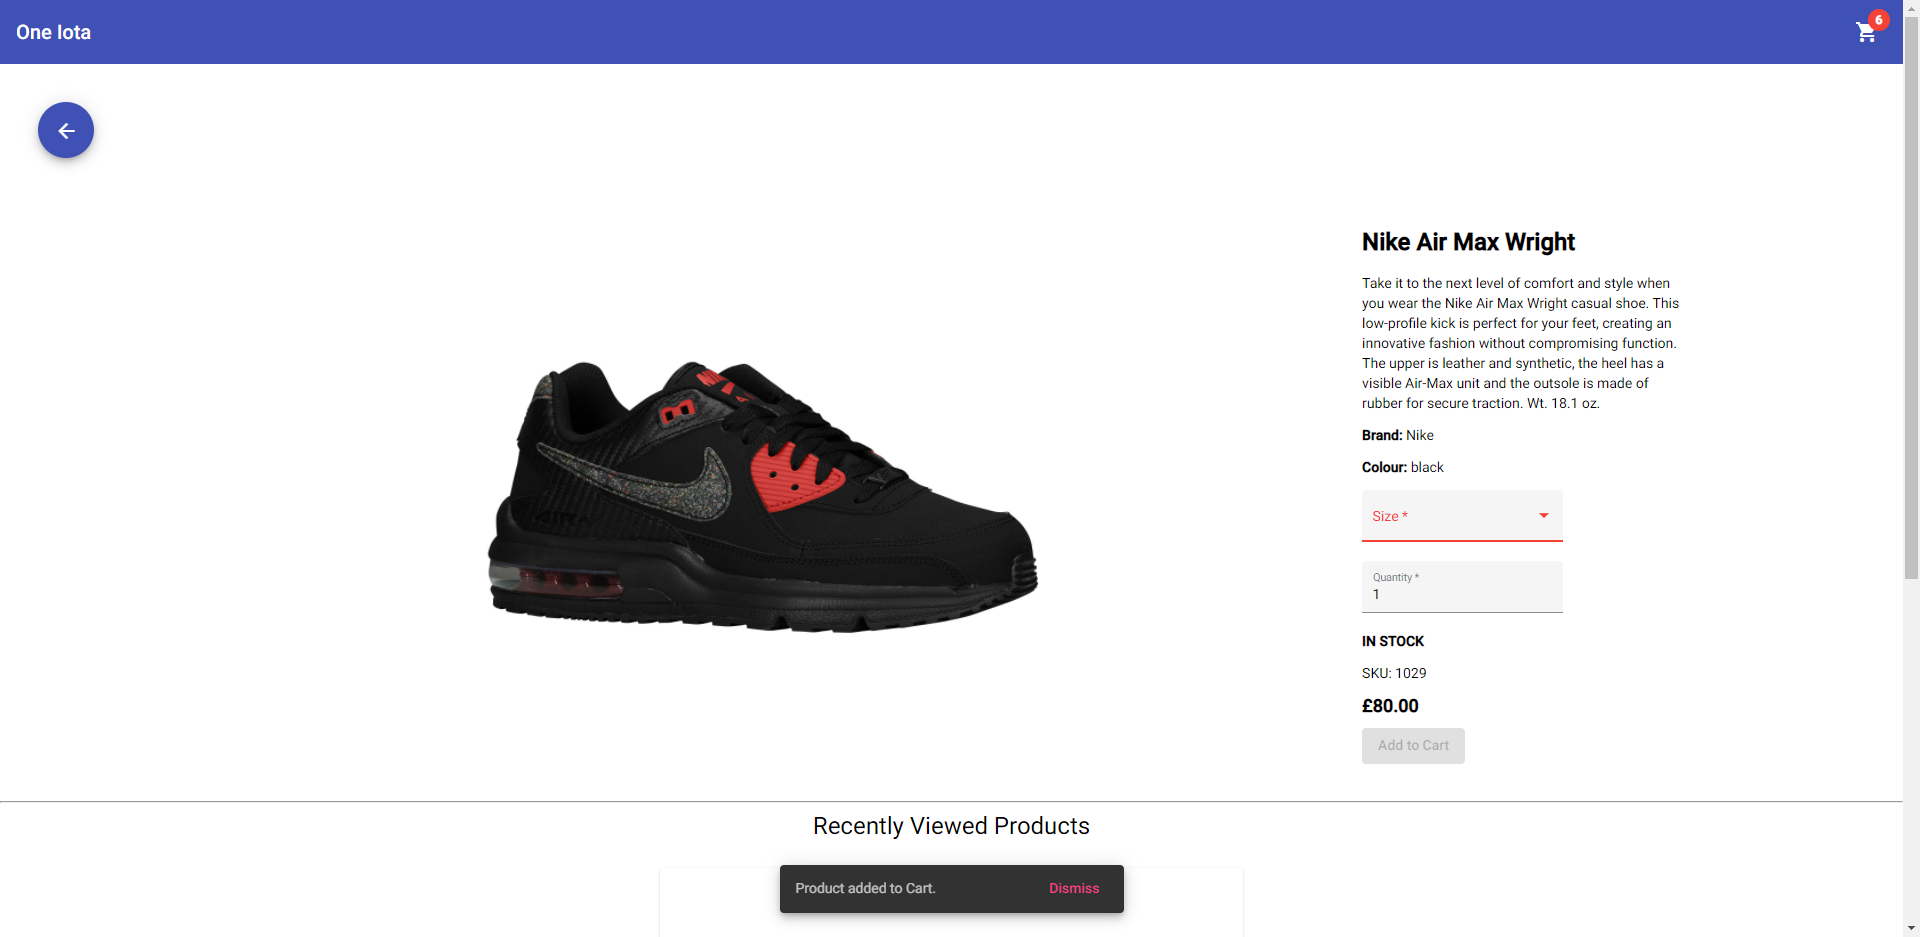 One Iota
6
Nike Air Max Wright
Take it to the next level of comfort and style when
you wear the Nike Air Max Wright casual shoe. This
low-profile kick is perfect for your feet, creating an
innovative fashion without compromising function.
The upper is leather and synthetic, the heel has a
visible Air-Max unit and the outsole is made of
rubber for secure traction. Wt. 18.1 oz.
Brand: Nike
Colour: black
Size *
Quantity *
1
IN STOCK
SKU: 1029
£80.00
Add to Cart
Recently Viewed Products
Product added to Cart.
Dismiss